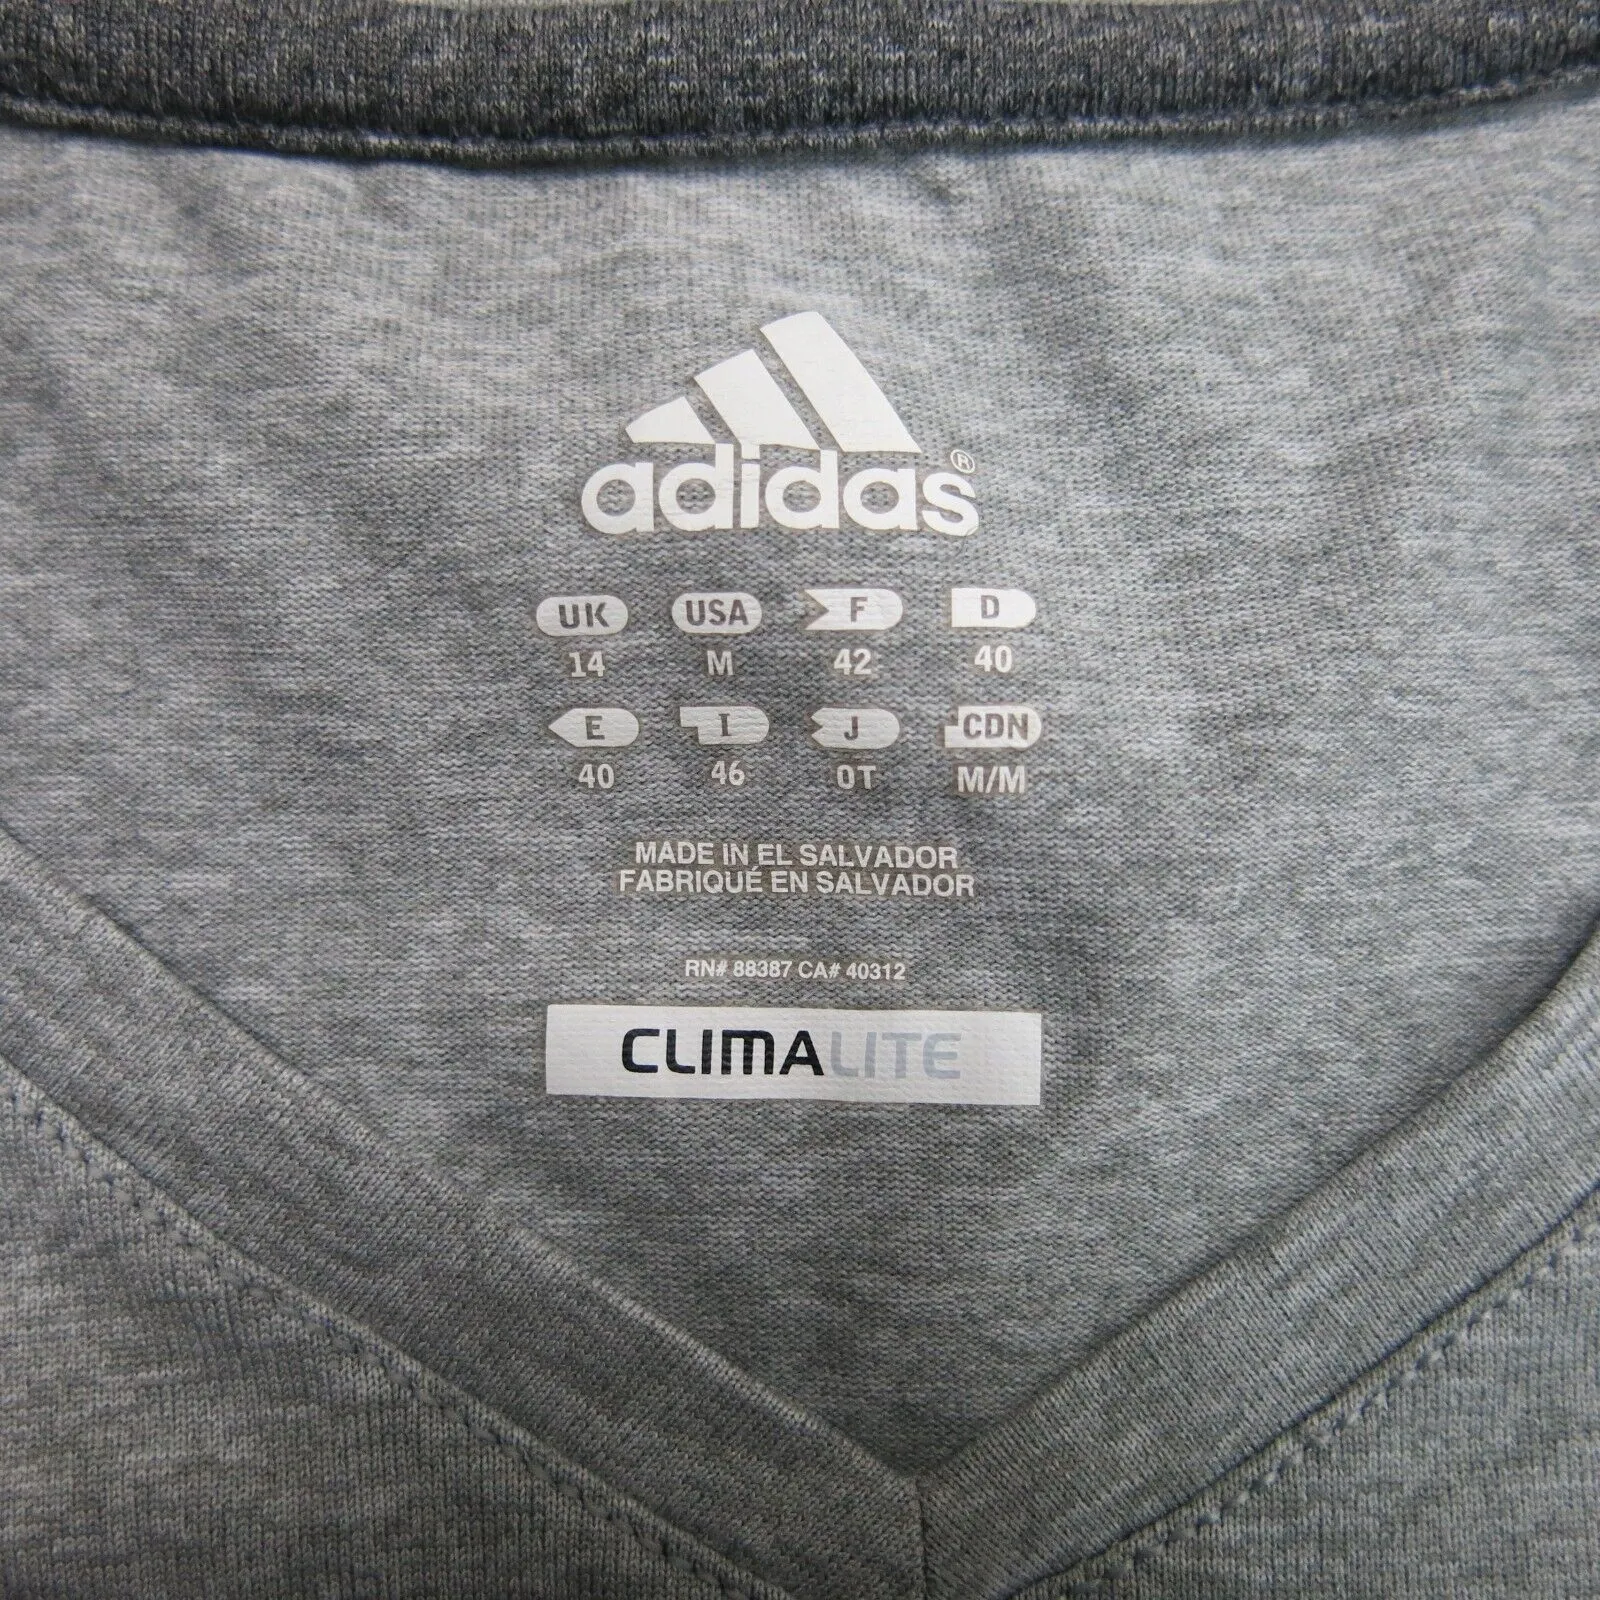 adidas®
UK USA F D
14 M 42 40
E I J CDN
40 46 OT M/M
MADE IN EL SALVADOR
FABRIQUÉ EN SALVADOR
RN# 88387 CA# 40312
CLIMALITE